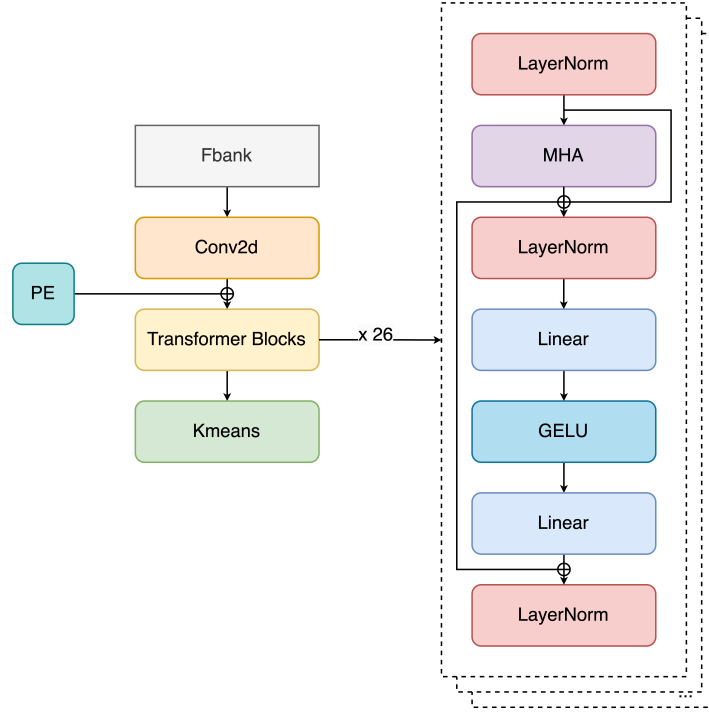 Fbank
Conv2d
PE
Transformer Blocks
x 26
Kmeans
LayerNorm
MHA
LayerNorm
Linear
GELU
Linear
LayerNorm
...